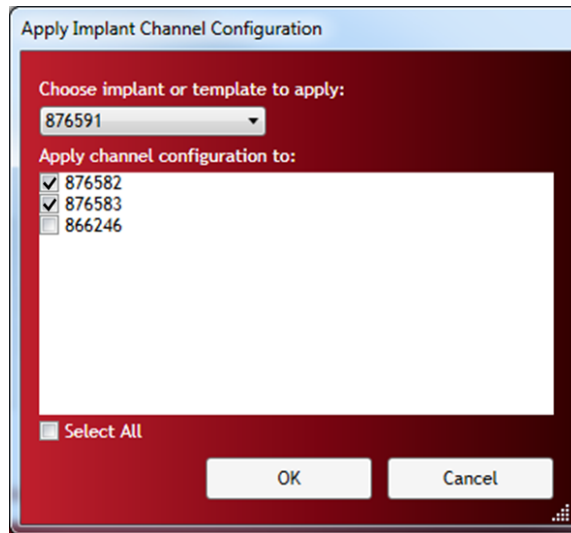 Apply Implant Channel Configuration
Choose implant or template to apply:
876591
Apply channel configuration to:
876582
876583
866246
Select All
OK
Cancel